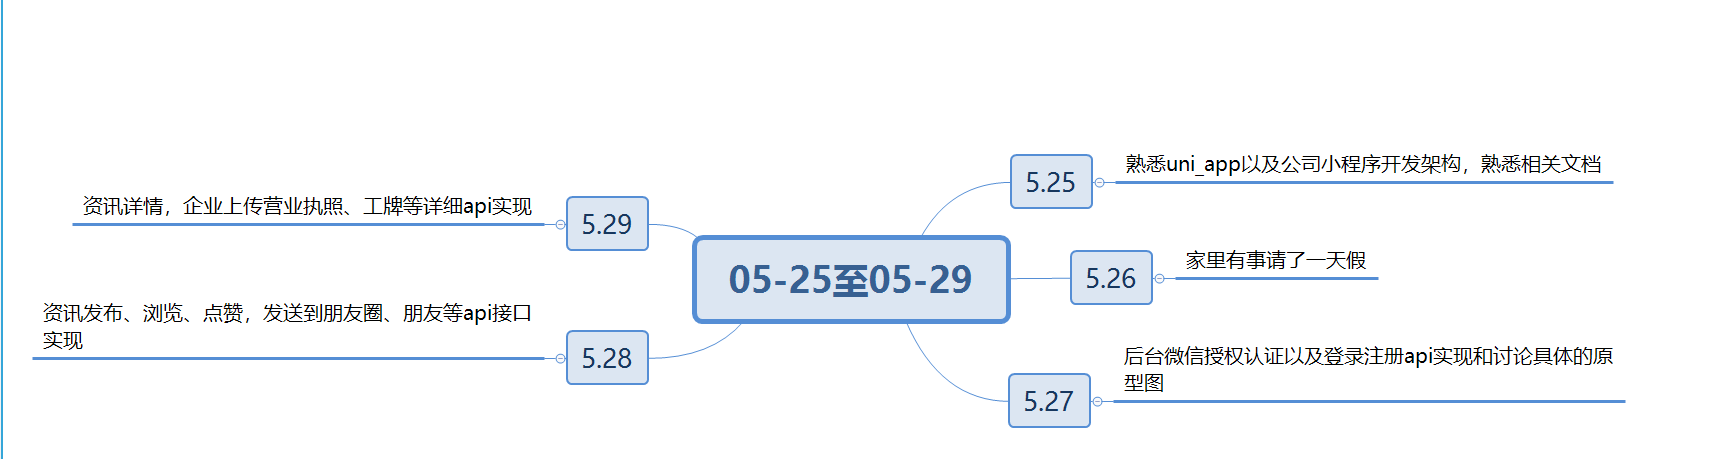 05-25至05-29
5.25
熟悉uni_app以及公司小程序开发架构，熟悉相关文档
5.26
家里有事请了一天假
5.27
后台微信授权认证以及登录注册api实现和讨论具体的原
型图
5.28
资讯发布、浏览、点赞，发送到朋友圈、朋友等api接口
实现
5.29
资讯详情，企业上传营业执照、工牌等详细api实现